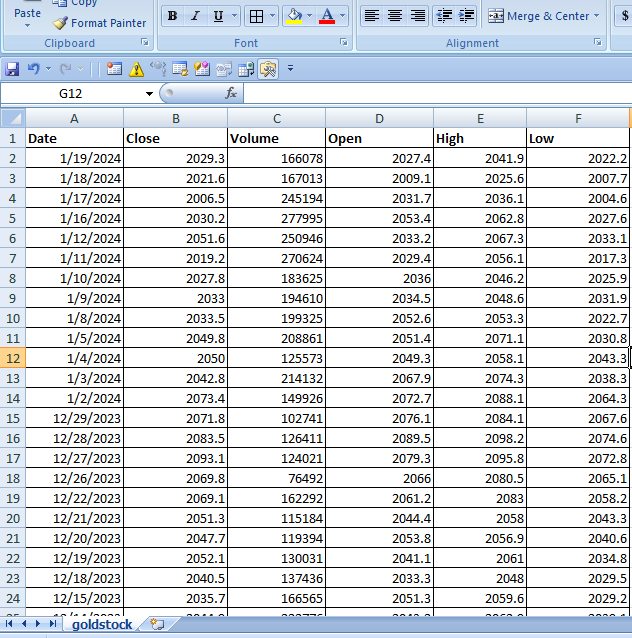 Copy
Paste
Format Painter
B I U
A
Merge & Center
$
Clipboard
Font
Alignment
G12
fx
A B C D E F
1 Date Close Volume Open High Low
2 1/19/2024 2029.3 166078 2027.4 2041.9 2022.2
3 1/18/2024 2021.6 167013 2009.1 2025.6 2007.7
4 1/17/2024 2006.5 245194 2031.7 2036.1 2004.6
5 1/16/2024 2030.2 277995 2053.4 2062.8 2027.6
6 1/12/2024 2051.6 250946 2033.2 2067.3 2033.1
7 1/11/2024 2019.2 270624 2029.4 2056.1 2017.3
8 1/10/2024 2027.8 183625 2036 2046.2 2025.9
9 1/9/2024 2033 194610 2034.5 2048.6 2031.9
10 1/8/2024 2033.5 199325 2052.6 2053.3 2022.7
11 1/5/2024 2049.8 208861 2051.4 2071.1 2030.8
12 1/4/2024 2050 125573 2049.3 2058.1 2043.3
13 1/3/2024 2042.8 214132 2067.9 2074.3 2038.3
14 1/2/2024 2073.4 149926 2072.7 2088.1 2064.3
15 12/29/2023 2071.8 102741 2076.1 2084.1 2067.6
16 12/28/2023 2083.5 126411 2089.5 2098.2 2074.6
17 12/27/2023 2093.1 124021 2079.3 2095.8 2072.8
18 12/26/2023 2069.8 76492 2066 2080.5 2065.1
19 12/22/2023 2069.1 162292 2061.2 2083 2058.2
20 12/21/2023 2051.3 115184 2044.4 2058 2043.3
21 12/20/2023 2047.7 119394 2053.8 2056.9 2040.6
22 12/19/2023 2052.1 130031 2041.1 2061 2034.8
23 12/18/2023 2040.5 137436 2033.3 2048 2029.5
24 12/15/2023 2035.7 166565 2051.3 2059.6 2029.2
goldstock